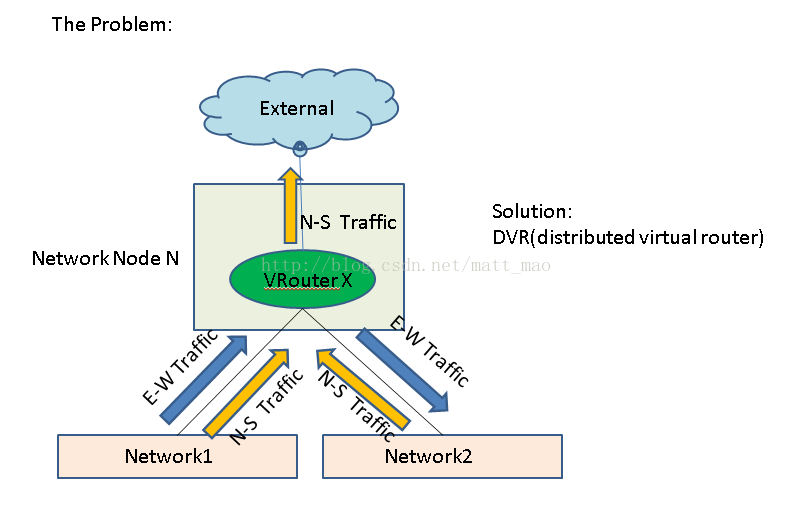 The Problem:
External
N-S Traffic
Solution:
DVR(distributed virtual router)
Network Node N
http://blog.csdn.net/matt_mao
VRouter X
E-W Traffic
E-W Traffic
N-S Traffic
N-S Traffic
Network1
Network2